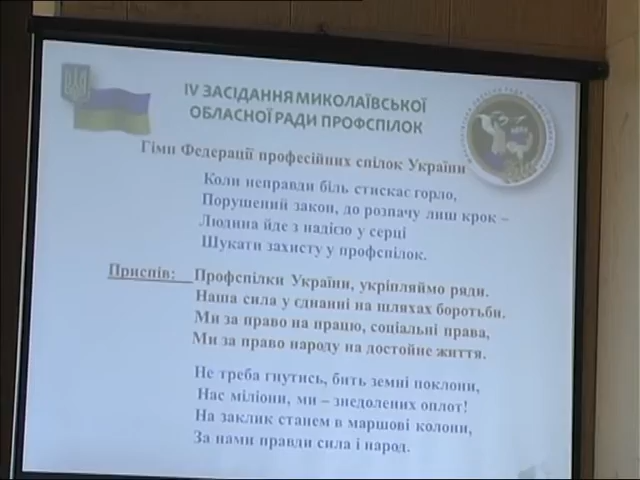 IV ЗАСІДАННЯ МИКОЛАЇВСЬКОЇ
ОБЛАСНОЇ РАДИ ПРОФСПІЛОК
Гімн Федерації професійних спілок України
Коли неправди біль стискає горло,
Порушений закон, до розпачу лиш крок –
Людина йде з надією у серці
Шукати захисту у профспілок.
Приспів: Профспілки України, укріпляймо ряди.
Наша сила у єднанні на шляхах боротьби.
Ми за право на працю, соціальні права,
Ми за право народу на достойне життя.
Не треба гнутись, бить земні поклони,
Нас міліони, ми – знедолених оплот!
На заклик станем в маршові колони,
За нами правди сила і народ.